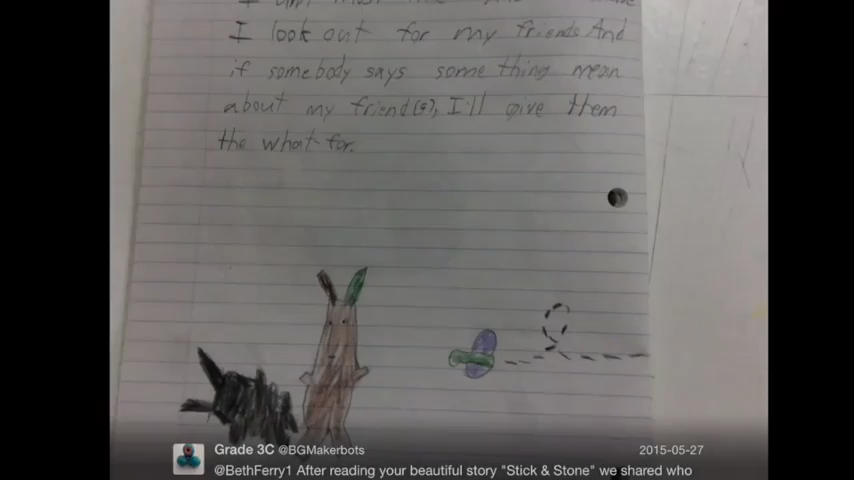 I look out for my friends And
if somebody says some thing mean
about my friend(s), I'll give them
the what-for.
Grade 3C @BGMakerbots
2015-05-27
@BethFerry1 After reading your beautiful story "Stick & Stone" we shared who